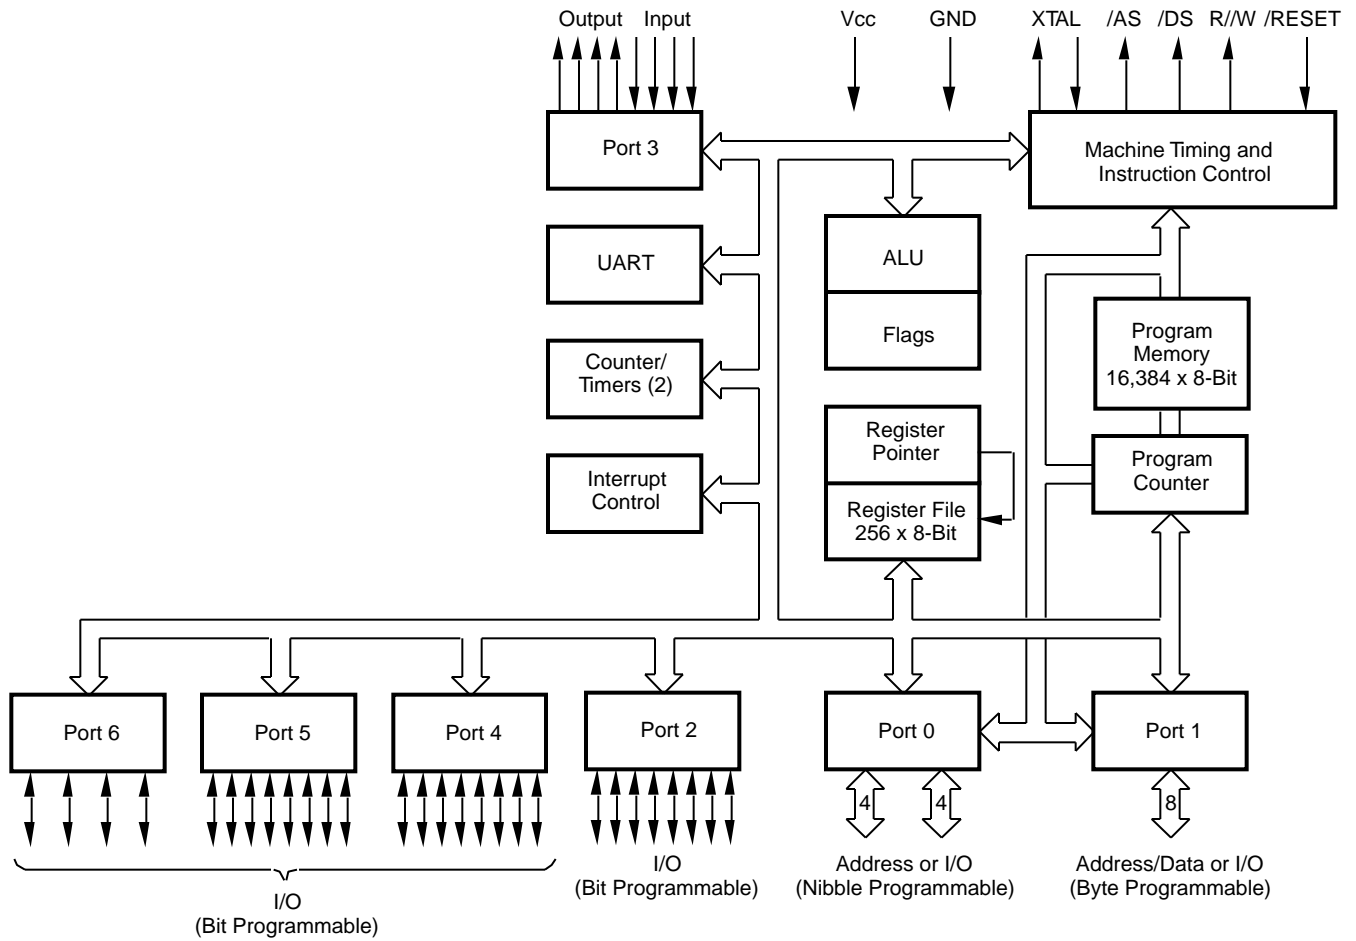 Output Input Vcc GND XTAL /AS /DS R//W /RESET
Port 3
Machine Timing and
Instruction Control
UART
ALU
Flags
Counter/
Timers (2)
Program
Memory
16,384 x 8-Bit
Register
Pointer
Program
Counter
Interrupt
Control
Register File
256 x 8-Bit
Port 6
Port 5
Port 4
Port 2
Port 0
Port 1
4
4
8
I/O
(Bit Programmable)
I/O
(Bit Programmable)
Address or I/O
(Nibble Programmable)
Address/Data or I/O
(Byte Programmable)